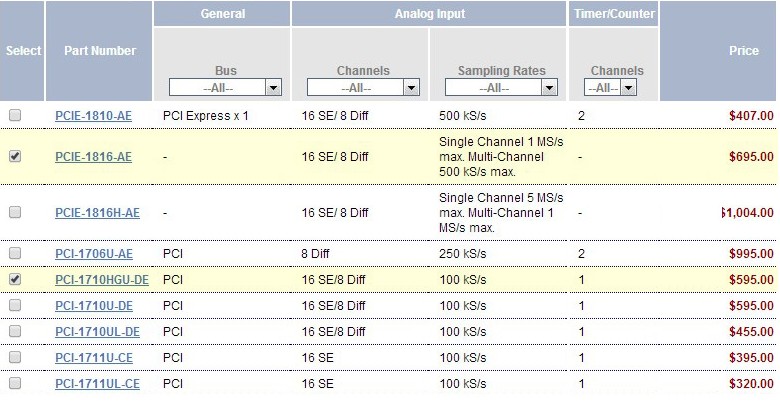 General Analog Input Timer/Counter
Select Part Number Price
Bus Channels Sampling Rates Channels
--All-- --All-- --All-- --All--
PCIE-1810-AE PCI Express x 1 16 SE/ 8 Diff 500 kS/s 2 $407.00
Single Channel 1 MS/s
PCIE-1816-AE - 16 SE/ 8 Diff max. Multi-Channel - $695.00
500 kS/s max.
Single Channel 5 MS/s
PCIE-1816H-AE - 16 SE/ 8 Diff max. Multi-Channel 1 - $1,004.00
MS/s max.
PCI-1706U-AE PCI 8 Diff 250 kS/s 2 $995.00
PCI-1710HGU-DE PCI 16 SE/8 Diff 100 kS/s 1 $595.00
PCI-1710U-DE PCI 16 SE/8 Diff 100 kS/s 1 $595.00
PCI-1710UL-DE PCI 16 SE/8 Diff 100 kS/s 1 $455.00
PCI-1711U-CE PCI 16 SE 100 kS/s 1 $395.00
PCI-1711UL-CE PCI 16 SE 100 kS/s 1 $320.00